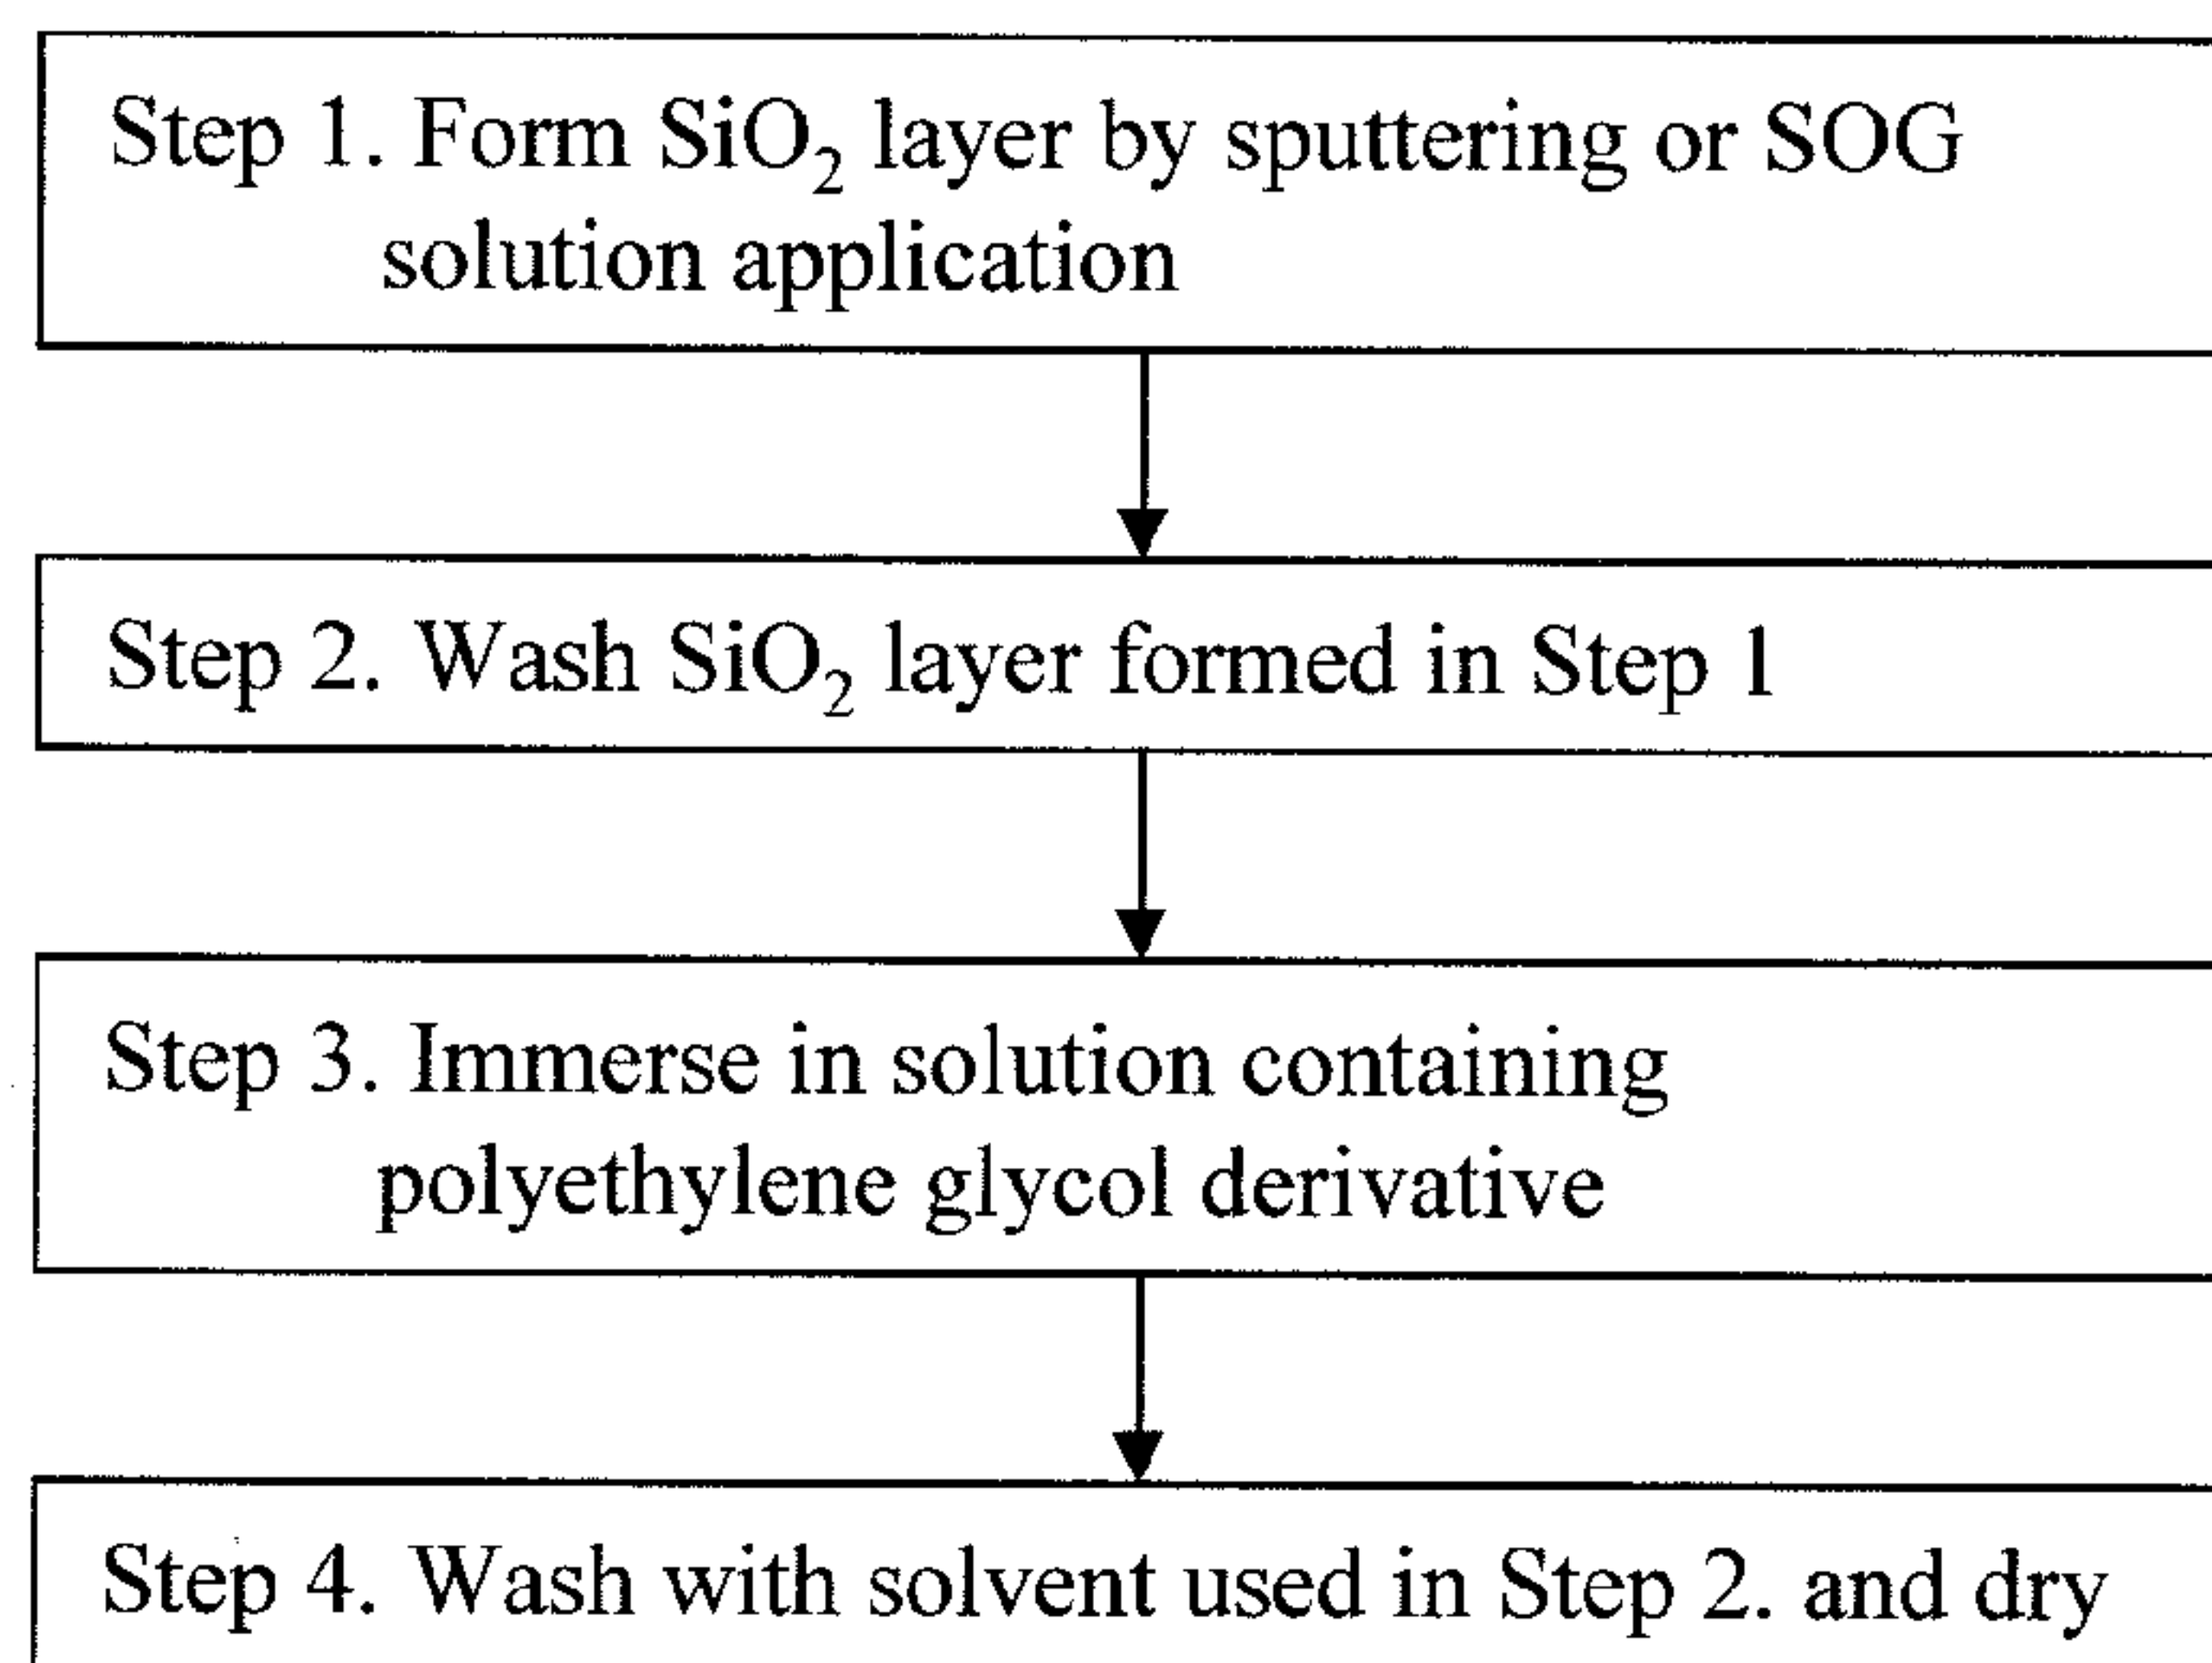 Step 1. Form SiO₂ layer by sputtering or SOG
solution application
Step 2. Wash SiO₂ layer formed in Step 1
Step 3. Immerse in solution containing
polyethylene glycol derivative
Step 4. Wash with solvent used in Step 2. and dry